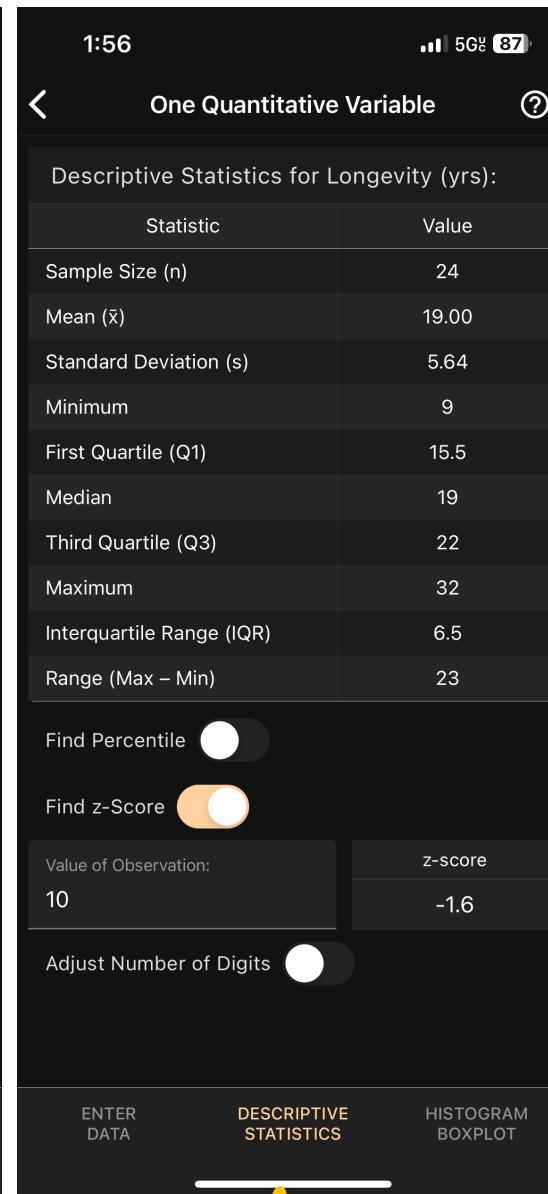 1:56 5G 87
One Quantitative Variable ?
Descriptive Statistics for Longevity (yrs):
Statistic Value
Sample Size (n) 24
Mean (x̄) 19.00
Standard Deviation (s) 5.64
Minimum 9
First Quartile (Q1) 15.5
Median 19
Third Quartile (Q3) 22
Maximum 32
Interquartile Range (IQR) 6.5
Range (Max – Min) 23
Find Percentile
Find z-Score
Value of Observation: z-score
10 -1.6
Adjust Number of Digits
ENTER DESCRIPTIVE HISTOGRAM
DATA STATISTICS BOXPLOT